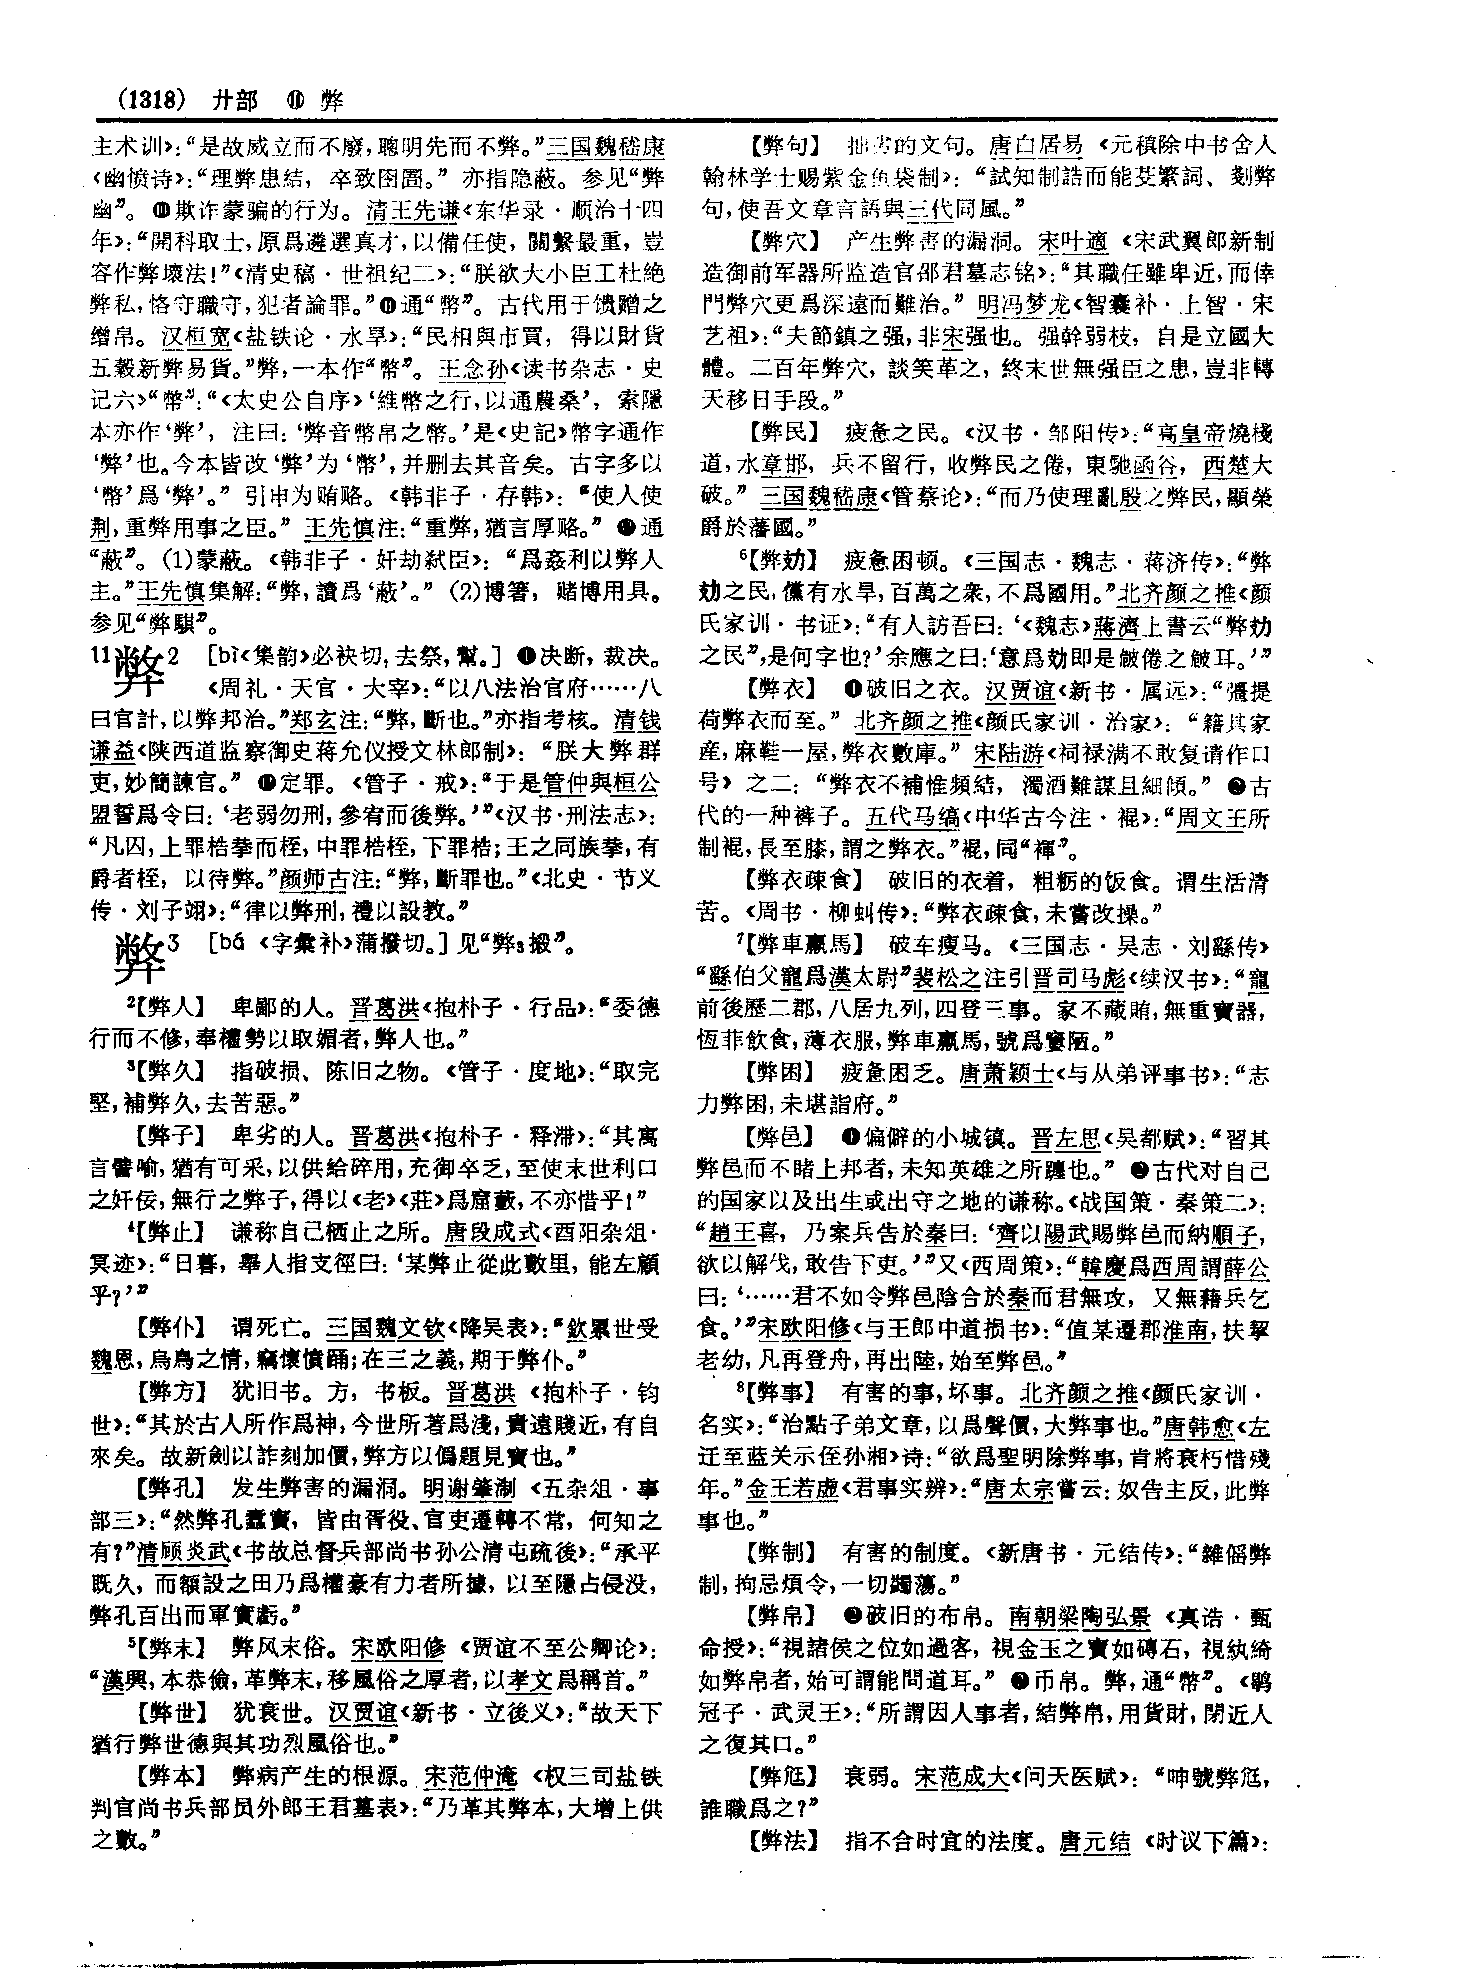 (1318) 廾部 ⑪ 弊
主术训》：“是故威立而不廢，聰明先而不弊。”三国魏嵇康
《幽愤诗》：“理弊患結，卒致囹圄。”亦指隐蔽。参见“弊
幽”。⑩欺诈蒙骗的行为。清王先谦《东华录·顺治十四
年》：“開科取士，原爲遴選真才，以備任使，關繫最重，豈
容作弊壞法！”《清史稿·世祖纪二》：“朕欲大小臣工杜絶
弊私，恪守職守，犯者論罪。”⑪通“幣”。古代用于馈赠之
缯帛。汉桓宽《盐铁论·水旱》：“民相與市買，得以財貨
五穀新弊易貨。”弊，一本作“幣”。王念孙《读书杂志·史
记六》“幣”：“《太史公自序》‘維幣之行，以通農桑’，索隱
本亦作‘弊’，注曰：‘弊音幣帛之幣。’是《史記》幣字通作
‘弊’也。今本皆改‘弊’为‘幣’，并删去其音矣。古字多以
‘幣’爲‘弊’。”引申为贿赂。《韩非子·存韩》：“使人使
荆，重弊用事之臣。”王先慎注：“重弊，猶言厚賂。”⑫通
“蔽”。(1)蒙蔽。《韩非子·奸劫弑臣》：“爲姦利以弊人
主。”王先慎集解：“弊，讀爲‘蔽’。”(2)博箸，赌博用具。
参见“弊騏”。
11弊2 [bì《集韵》必袂切，去祭，幫。] ❶决断，裁决。
《周礼·天官·大宰》：“以八法治官府……八
曰官計，以弊邦治。”郑玄注：“弊，斷也。”亦指考核。清钱
谦益《陕西道监察御史蒋允仪授文林郎制》：“朕大弊群
吏，妙簡諫官。”❷定罪。《管子·戒》：“于是管仲與桓公
盟誓爲令曰：‘老弱勿刑，參宥而後弊。’”《汉书·刑法志》：
“凡囚，上罪梏拲而桎，中罪梏桎，下罪梏；王之同族拲，有
爵者桎，以待弊。”颜师古注：“弊，斷罪也。”《北史·节义
传·刘子翊》：“律以弊刑，禮以設教。”
弊3 [bá《字彙补》蒲撥切。] 见“弊3摋”。
2【弊人】 卑鄙的人。晋葛洪《抱朴子·行品》：“委德
行而不修，奉權勢以取媚者，弊人也。”
3【弊久】 指破损、陈旧之物。《管子·度地》：“取完
堅，補弊久，去苦惡。”
【弊子】 卑劣的人。晋葛洪《抱朴子·释滞》：“其寓
言譬喻，猶有可采，以供給碎用，充御卒乏，至使末世利口
之奸佞，無行之弊子，得以《老》《莊》爲窟藪，不亦惜乎！”
4【弊止】 谦称自己栖止之所。唐段成式《酉阳杂俎·
冥迹》：“日暮，舉人指支徑曰：‘某弊止從此數里，能左顧
乎？’”
【弊仆】 谓死亡。三国魏文钦《降吴表》：“欽累世受
魏恩，烏鳥之情，竊懷憤踊；在三之義，期于弊仆。”
【弊方】 犹旧书。方，书板。晋葛洪《抱朴子·钧
世》：“其於古人所作爲神，今世所著爲淺，貴遠賤近，有自
來矣。故新劍以詐刻加價，弊方以僞題見寶也。”
【弊孔】 发生弊害的漏洞。明谢肇淛《五杂俎·事
部三》：“然弊孔蠹竇，皆由胥役、官吏遷轉不常，何知之
有？”清顾炎武《书故总督兵部尚书孙公清屯疏後》：“承平
既久，而額設之田乃爲權豪有力者所據，以至隱占侵没，
弊孔百出而軍實虧。”
5【弊末】 弊风末俗。宋欧阳修《贾谊不至公卿论》：
“漢興，本恭儉，革弊末，移風俗之厚者，以孝文爲稱首。”
【弊世】 犹衰世。汉贾谊《新书·立後义》：“故天下
猶行弊世德與其功烈風俗也。”
【弊本】 弊病产生的根源。宋范仲淹《权三司盐铁
判官尚书兵部员外郎王君墓表》：“乃革其弊本，大增上供
之數。”
【弊句】 拙劣的文句。唐白居易《元稹除中书舍人
翰林学士赐紫金鱼袋制》：“試知制誥而能芟繁詞、剗弊
句，使吾文章言語與三代同風。”
【弊穴】 产生弊害的漏洞。宋叶適《宋武翼郎新制
造御前军器所监造官邵君墓志铭》：“其職任雖卑近，而倖
門弊穴更爲深遠而難治。”明冯梦龙《智囊补·上智·宋
艺祖》：“夫節鎮之强，非宋强也。强幹弱枝，自是立國大
體。二百年弊穴，談笑革之，終末世無强臣之患，豈非轉
天移日手段。”
【弊民】 疲惫之民。《汉书·邹阳传》：“高皇帝燒棧
道，水章邯，兵不留行，收弊民之倦，東馳函谷，西楚大
破。”三国魏嵇康《管蔡论》：“而乃使理亂殷之弊民，顯榮
爵於藩國。”
6【弊攰】 疲惫困顿。《三国志·魏志·蒋济传》：“弊
攰之民，儻有水旱，百萬之衆，不爲國用。”北齐颜之推《颜
氏家训·书证》：“有人訪吾曰：‘《魏志》蔣濟上書云“弊攰
之民”，是何字也？’余應之曰：‘意爲攰即是㩻倦之㩻耳。’”
【弊衣】 ❶破旧之衣。汉贾谊《新书·属远》：“彊提
荷弊衣而至。”北齐颜之推《颜氏家训·治家》：“籍其家
産，麻鞋一屋，弊衣數庫。”宋陆游《祠禄满不敢复请作口
号》之二：“弊衣不補惟頻結，濁酒難謀且細傾。”❷古
代的一种裤子。五代马缟《中华古今注·裩》：“周文王所
制裩，長至膝，謂之弊衣。”裩，同“褌”。
【弊衣疎食】 破旧的衣着，粗粝的饭食。谓生活清
苦。《周书·柳虯传》：“弊衣疎食，未嘗改操。”
7【弊車羸馬】 破车瘦马。《三国志·吴志·刘繇传》
“繇伯父寵爲漢太尉”裴松之注引晋司马彪《续汉书》：“寵
前後歷二郡，八居九列，四登三事。家不藏賄，無重寶器，
恆菲飲食，薄衣服，弊車羸馬，號爲窶陋。”
【弊困】 疲惫困乏。唐萧颖士《与从弟评事书》：“志
力弊困，未堪詣府。”
【弊邑】 ❶偏僻的小城镇。晋左思《吴都赋》：“習其
弊邑而不睹上邦者，未知英雄之所躔也。”❷古代对自己
的国家以及出生或出守之地的谦称。《战国策·秦策二》：
“趙王喜，乃案兵告於秦曰：‘齊以陽武賜弊邑而納順子，
欲以解伐，敢告下吏。’”又《西周策》：“韓慶爲西周謂薛公
曰：‘……君不如令弊邑陰合於秦而君無攻，又無藉兵乞
食。’”宋欧阳修《与王郎中道损书》：“值某遷郡淮南，扶挈
老幼，凡再登舟，再出陸，始至弊邑。”
8【弊事】 有害的事，坏事。北齐颜之推《颜氏家训·
名实》：“治點子弟文章，以爲聲價，大弊事也。”唐韩愈《左
迁至蓝关示侄孙湘》诗：“欲爲聖明除弊事，肯將衰朽惜殘
年。”金王若虚《君事实辨》：“唐太宗嘗云：奴告主反，此弊
事也。”
【弊制】 有害的制度。《新唐书·元结传》：“雜徭弊
制，拘忌煩令，一切蠲蕩。”
【弊帛】 ❶破旧的布帛。南朝梁陶弘景《真诰·甄
命授》：“視諸侯之位如過客，視金玉之寶如磚石，視紈綺
如弊帛者，始可謂能問道耳。”❷币帛。弊，通“幣”。《鹖
冠子·武灵王》：“所謂因人事者，結弊帛，用貨財，閉近人
之復其口。”
【弊尪】 衰弱。宋范成大《问天医赋》：“呻號弊尪，
誰職爲之？”
【弊法】 指不合时宜的法度。唐元结《时议下篇》：